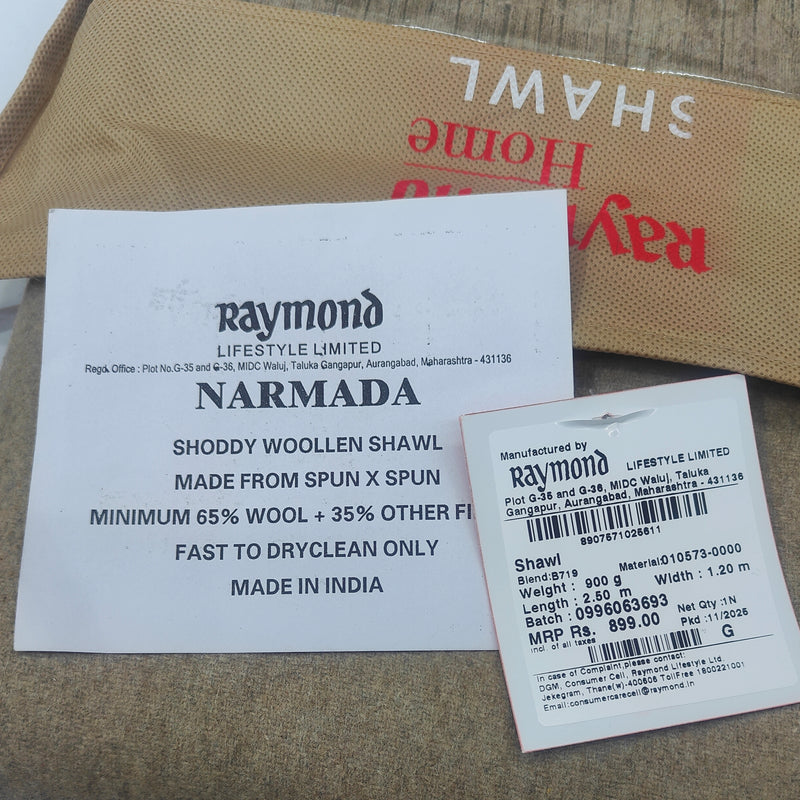 SHAWL
Raymond
Home
Raymond
LIFESTYLE LIMITED
Regd. Office : Plot No.G-35 and G-36, MIDC Waluj, Taluka Gangapur, Aurangabad, Maharashtra - 431136
NARMADA
SHODDY WOOLLEN SHAWL
MADE FROM SPUN X SPUN
MINIMUM 65% WOOL + 35% OTHER
FAST TO DRYCLEAN ONLY
MADE IN INDIA
Manufactured by
Raymond LIFESTYLE LIMITED
Plot G-35 and G-36, MIDC Waluj, Taluka
Gangapur, Aurangabad, Maharashtra - 431136
8907571025611
Shawl Material:010573-0000
Blend:B719
Weight : 900 g Width : 1.20 m
Length : 2.50 m
Batch : 0996063693 Net Qty :1N
MRP Rs. 899.00 Pkd :11/2025
incl. of all taxes G
In case of Complaint,please contact:
DGM, Consumer Cell, Raymond Lifestyle Ltd.
Jekegram, Thane(w)-400606 TollFree 1800221001
Email:consumercarecell@raymond.in